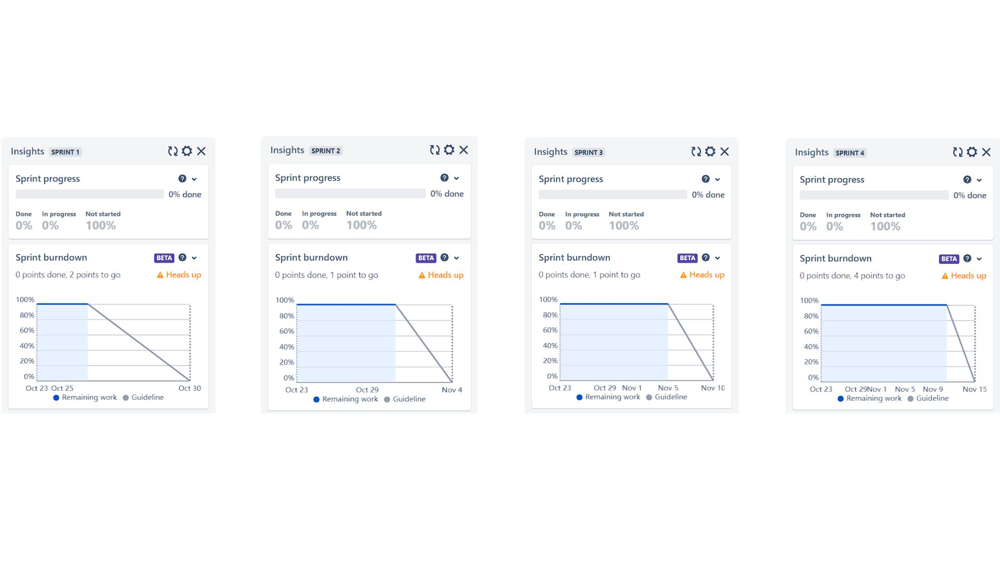 Insights SPRINT 1
Sprint progress
0% done
Done In progress Not started
0% 0% 100%
Sprint burndown BETA
0 points done, 2 points to go Heads up
100%
80%
60%
40%
20%
0%
Oct 23 Oct 25 Oct 30
Remaining work Guideline
Insights SPRINT 2
Sprint progress
0% done
Done In progress Not started
0% 0% 100%
Sprint burndown BETA
0 points done, 1 point to go Heads up
100%
80%
60%
40%
20%
0%
Oct 23 Oct 29 Nov 4
Remaining work Guideline
Insights SPRINT 3
Sprint progress
0% done
Done In progress Not started
0% 0% 100%
Sprint burndown BETA
0 points done, 1 point to go Heads up
100%
80%
60%
40%
20%
0%
Oct 23 Oct 29 Nov 1 Nov 5 Nov 10
Remaining work Guideline
Insights SPRINT 4
Sprint progress
0% done
Done In progress Not started
0% 0% 100%
Sprint burndown BETA
0 points done, 4 points to go Heads up
100%
80%
60%
40%
20%
0%
Oct 23 Oct 29 Nov 1 Nov 5 Nov 9 Nov 15
Remaining work Guideline